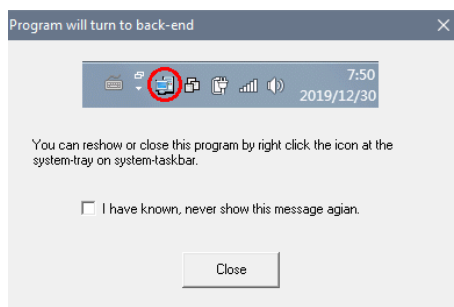 Program will turn to back-end
7:50
2019/12/30
You can reshow or close this program by right click the icon at the
system-tray on system-taskbar.
I have known, never show this message agian.
Close